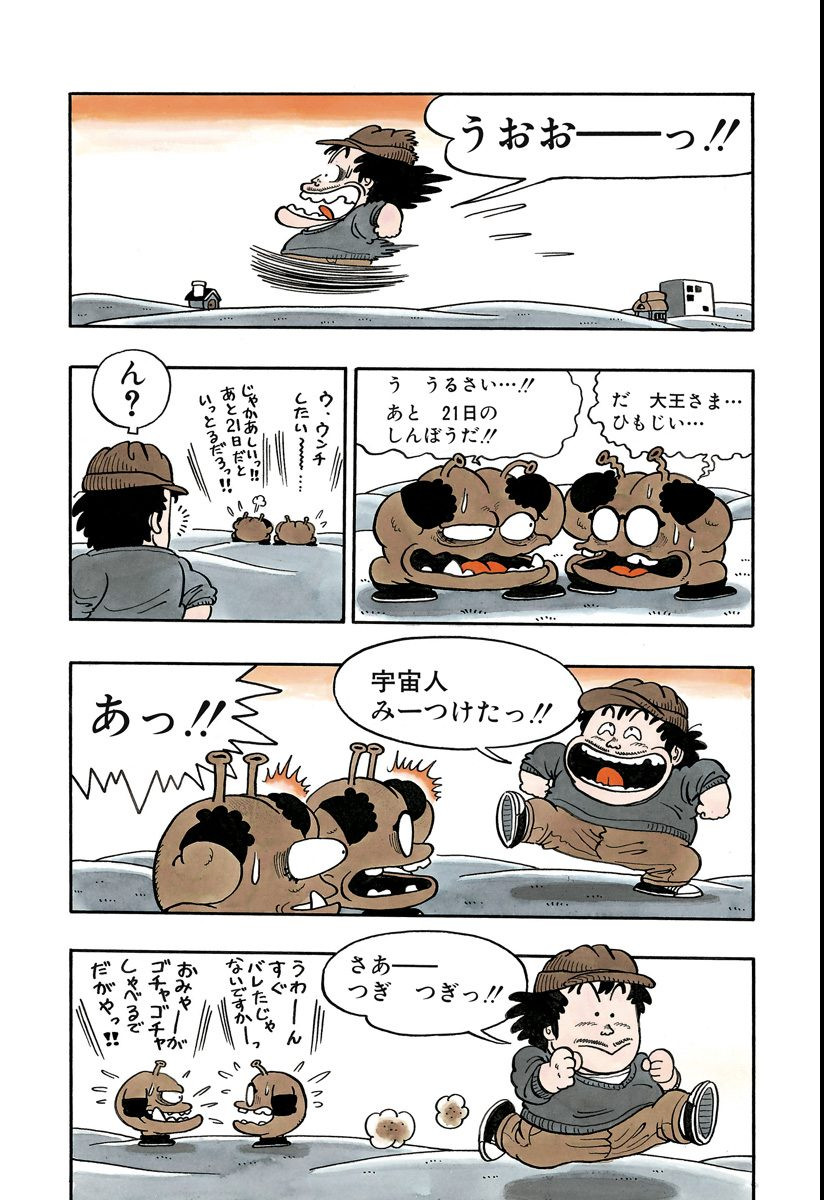 うおお━━━っ!!
だ 大王さま…
ひもじい…
う うるさい…!!
あと 21日の
しんぼうだ!!
ウ、ウンチ
したい〜〜〜……
じゃかあしいっ!!
あと21日だと
いっとるだろっ!!
ん?
宇宙人
みーつけたっ!!
あっ!!
さあ━━
つぎ つぎっ!!
うわーーん
すぐ
バレたじゃ
ないですかーっ
おみゃーが
ゴチャゴチャ
しゃべるで
だがやっ!!